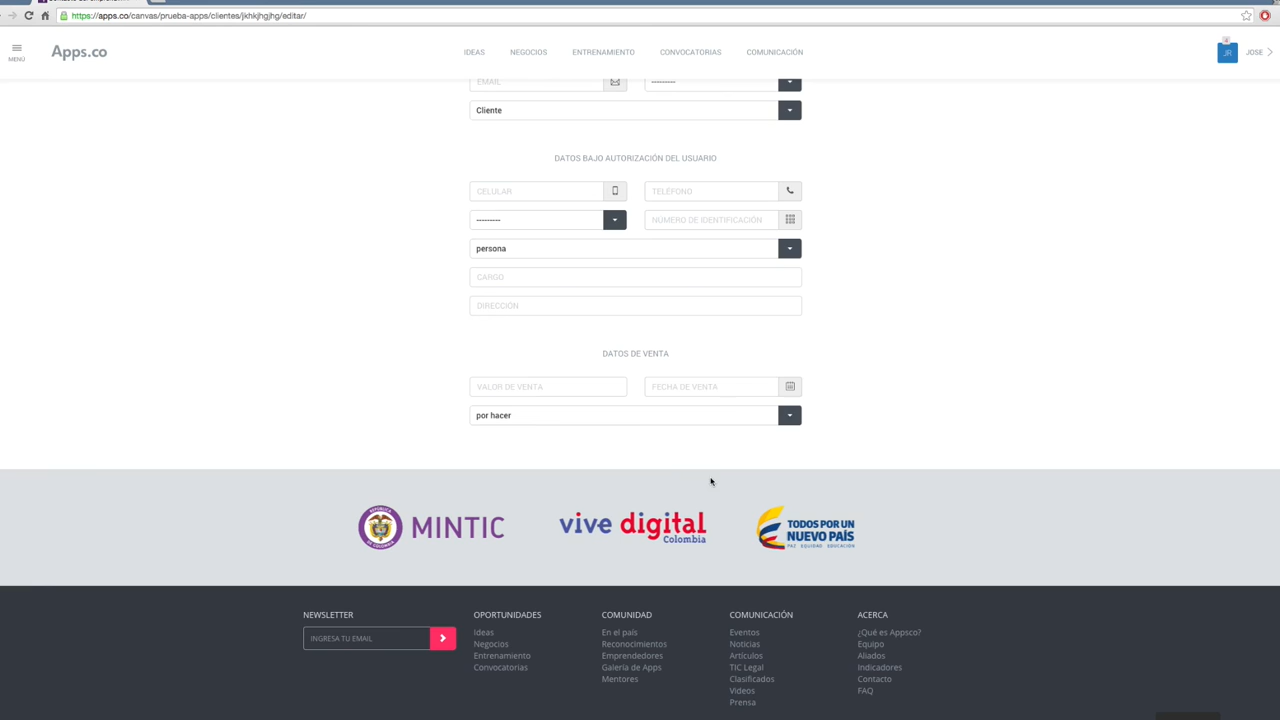 https://apps.co/canvas/prueba-apps/clientes/jkhkjhgjhg/editar/
MENÚ
Apps.co
IDEAS NEGOCIOS ENTRENAMIENTO CONVOCATORIAS COMUNICACIÓN
JR JOSE
EMAIL ---------
Cliente
DATOS BAJO AUTORIZACIÓN DEL USUARIO
CELULAR TELÉFONO
--------- NÚMERO DE IDENTIFICACIÓN
persona
CARGO
DIRECCIÓN
DATOS DE VENTA
VALOR DE VENTA FECHA DE VENTA
por hacer
REPÚBLICA DE COLOMBIA
MINTIC
vive digital
Colombia
TODOS POR UN
NUEVO PAÍS
PAZ EQUIDAD EDUCACIÓN
NEWSLETTER OPORTUNIDADES COMUNIDAD COMUNICACIÓN ACERCA
INGRESA TU EMAIL
Ideas En el país Eventos ¿Qué es Appsco?
Negocios Reconocimientos Noticias Equipo
Entrenamiento Emprendedores Artículos Aliados
Convocatorias Galería de Apps TIC Legal Indicadores
Mentores Clasificados Contacto
Videos FAQ
Prensa